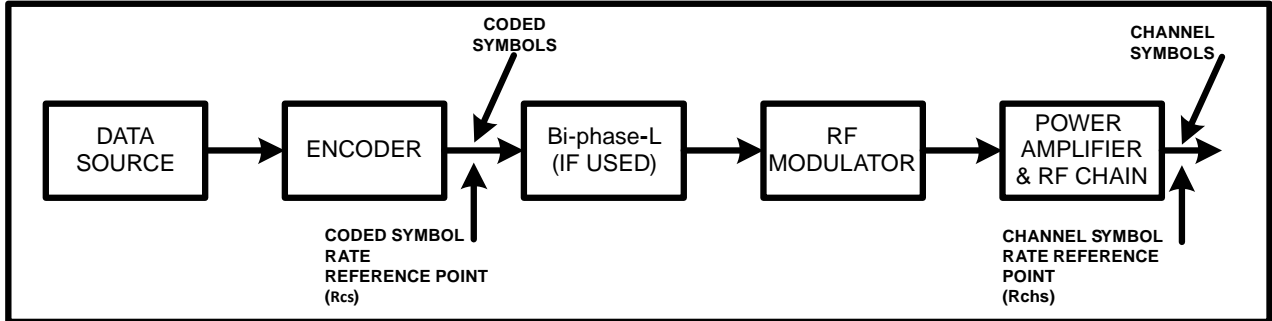 CODED
SYMBOLS
CHANNEL
SYMBOLS
DATA
SOURCE
ENCODER
Bi-phase-L
(IF USED)
RF
MODULATOR
POWER
AMPLIFIER
& RF CHAIN
CODED SYMBOL
RATE
REFERENCE POINT
(Rcs)
CHANNEL SYMBOL
RATE REFERENCE
POINT
(Rchs)